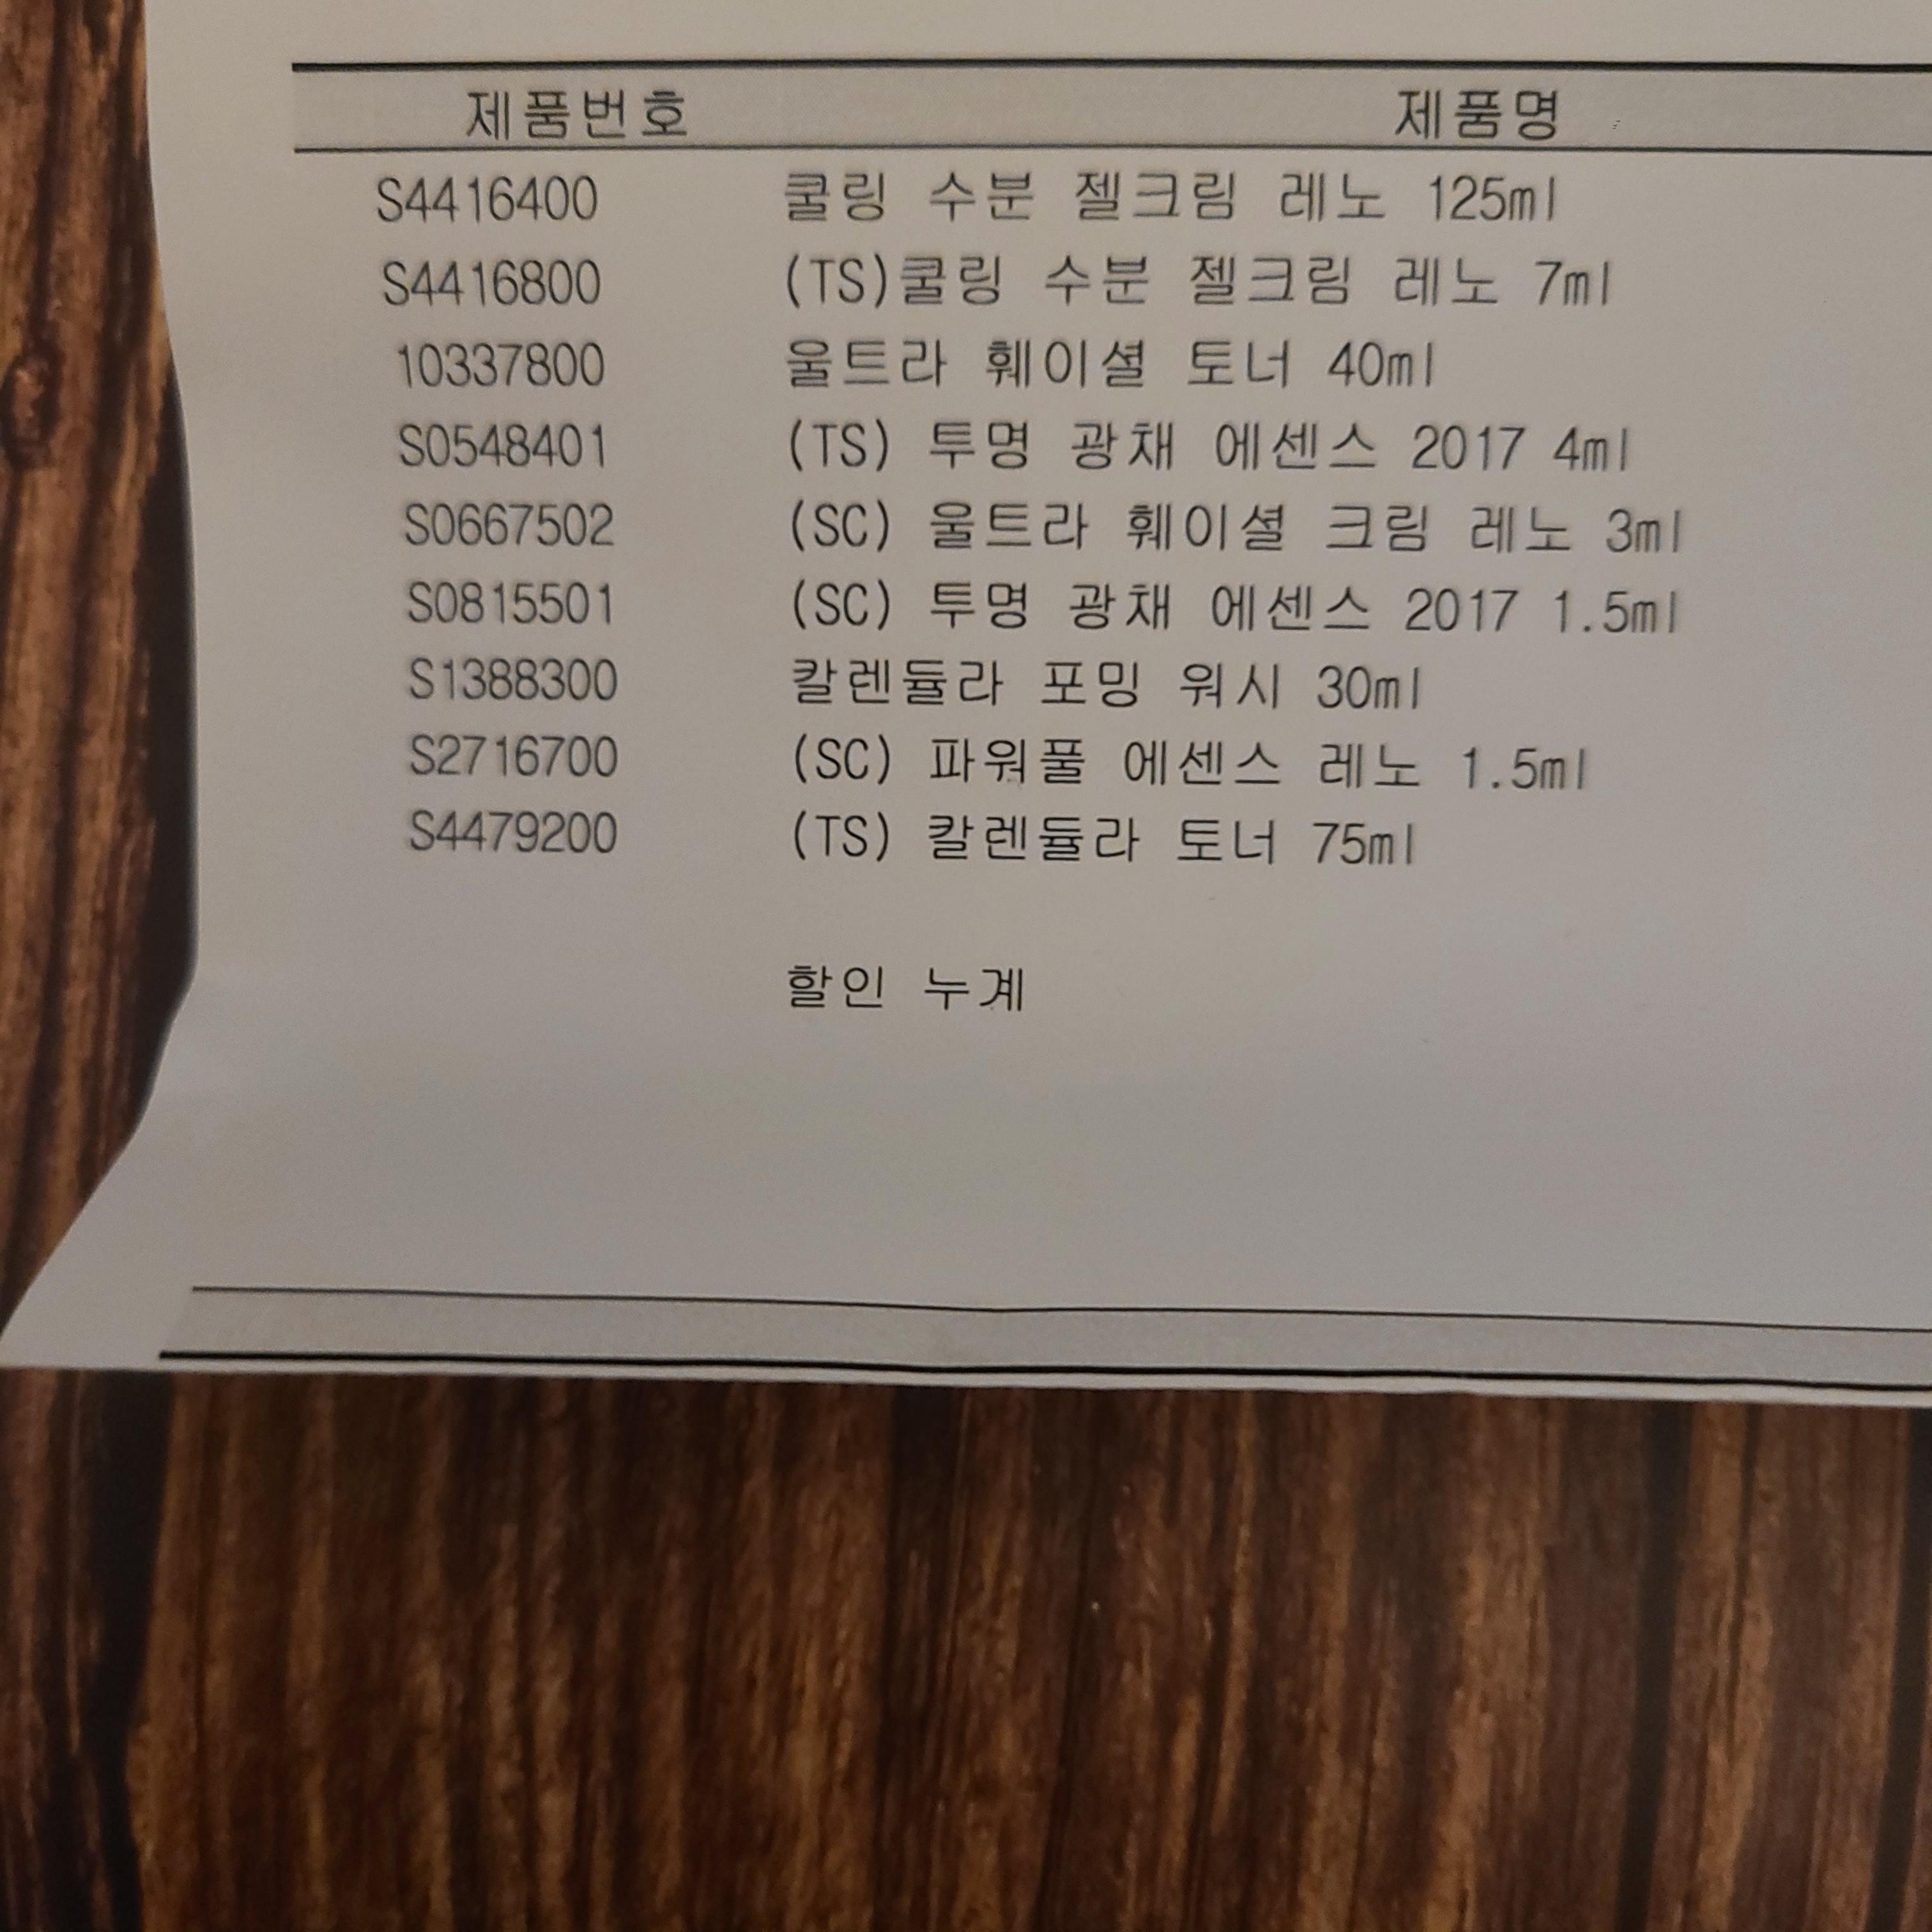 제품번호 제품명
S4416400 쿨링 수분 젤크림 레노 125ml
S4416800 (TS)쿨링 수분 젤크림 레노 7ml
10337800 울트라 훼이셜 토너 40ml
S0548401 (TS) 투명 광채 에센스 2017 4ml
S0667502 (SC) 울트라 훼이셜 크림 레노 3ml
S0815501 (SC) 투명 광채 에센스 2017 1.5ml
S1388300 칼렌듈라 포밍 워시 30ml
S2716700 (SC) 파워풀 에센스 레노 1.5ml
S4479200 (TS) 칼렌듈라 토너 75ml
할인 누계